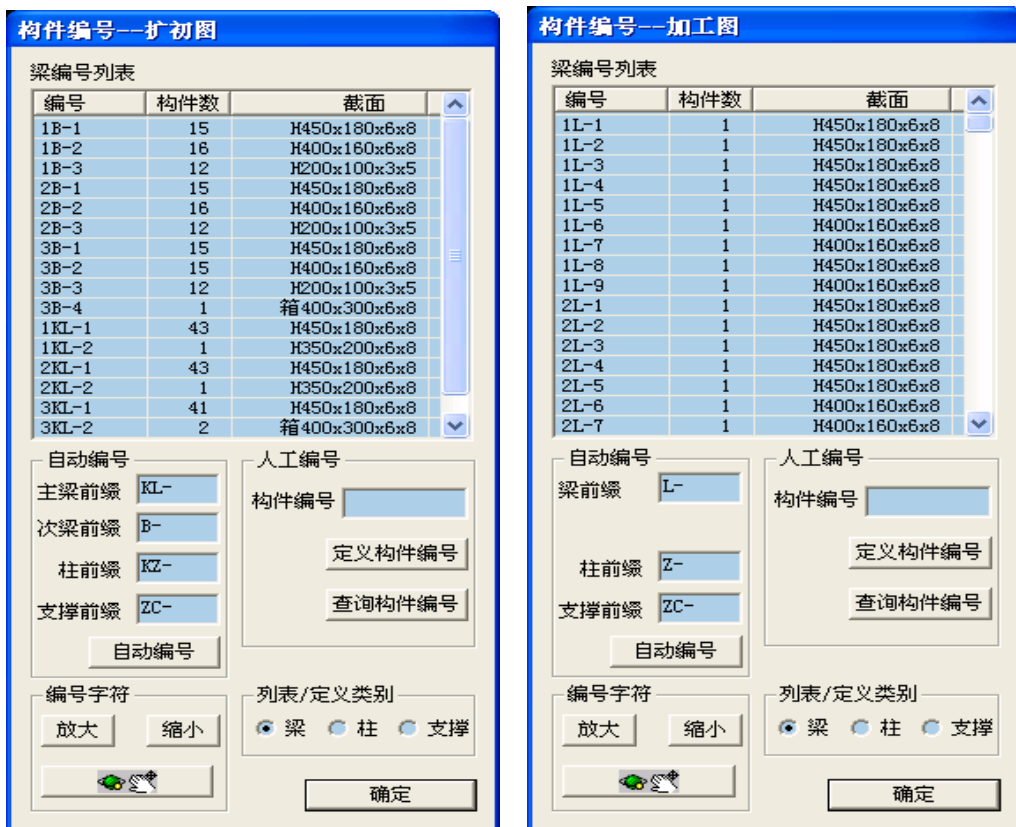 构件编号--扩初图
梁编号列表
编号 构件数 截面
1B-1 15 H450x180x6x8
1B-2 16 H400x160x6x8
1B-3 12 H200x100x3x5
2B-1 15 H450x180x6x8
2B-2 16 H400x160x6x8
2B-3 12 H200x100x3x5
3B-1 15 H450x180x6x8
3B-2 15 H400x160x6x8
3B-3 12 H200x100x3x5
3B-4 1 箱400x300x6x8
1KL-1 43 H450x180x6x8
1KL-2 1 H350x200x6x8
2KL-1 43 H450x180x6x8
2KL-2 1 H350x200x6x8
3KL-1 41 H450x180x6x8
3KL-2 2 箱400x300x6x8
自动编号
主梁前缀 KL-
次梁前缀 B-
柱前缀 KZ-
支撑前缀 ZC-
自动编号
人工编号
构件编号
定义构件编号
查询构件编号
编号字符
放大 缩小
列表/定义类别
梁 柱 支撑
确定
构件编号--加工图
梁编号列表
编号 构件数 截面
1L-1 1 H450x180x6x8
1L-2 1 H450x180x6x8
1L-3 1 H450x180x6x8
1L-4 1 H450x180x6x8
1L-5 1 H450x180x6x8
1L-6 1 H400x160x6x8
1L-7 1 H400x160x6x8
1L-8 1 H450x180x6x8
1L-9 1 H400x160x6x8
2L-1 1 H450x180x6x8
2L-2 1 H450x180x6x8
2L-3 1 H450x180x6x8
2L-4 1 H450x180x6x8
2L-5 1 H450x180x6x8
2L-6 1 H400x160x6x8
2L-7 1 H400x160x6x8
自动编号
梁前缀 L-
柱前缀 Z-
支撑前缀 ZC-
自动编号
人工编号
构件编号
定义构件编号
查询构件编号
编号字符
放大 缩小
列表/定义类别
梁 柱 支撑
确定